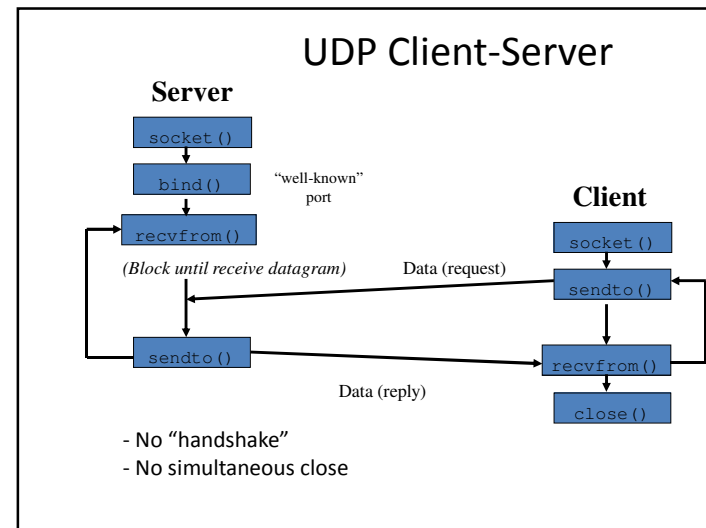 UDP Client-Server
Server
socket()
bind()
“well-known”
port
recvfrom()
(Block until receive datagram)
sendto()
Client
socket()
Data (request)
sendto()
recvfrom()
Data (reply)
close()
- No “handshake”
- No simultaneous close